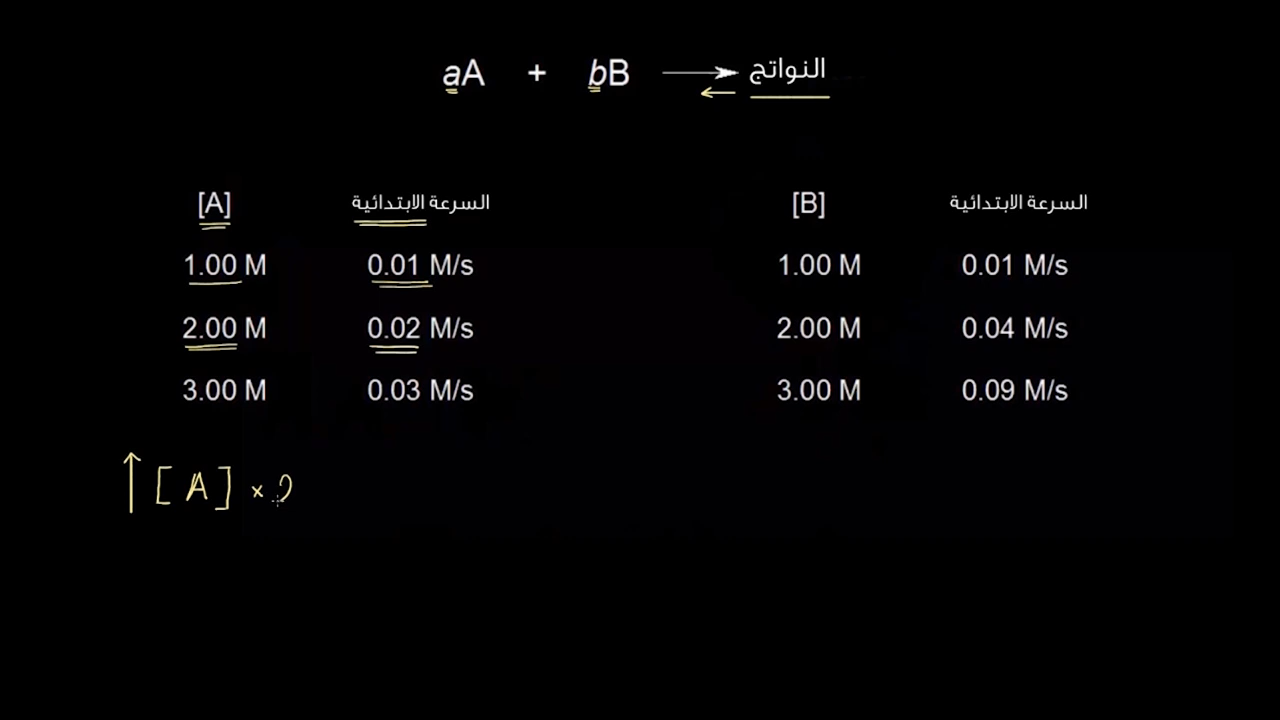 aA + bB → النواتج
[A] السرعة الابتدائية [B] السرعة الابتدائية
1.00 M 0.01 M/s 1.00 M 0.01 M/s
2.00 M 0.02 M/s 2.00 M 0.04 M/s
3.00 M 0.03 M/s 3.00 M 0.09 M/s
↑ [A] ×